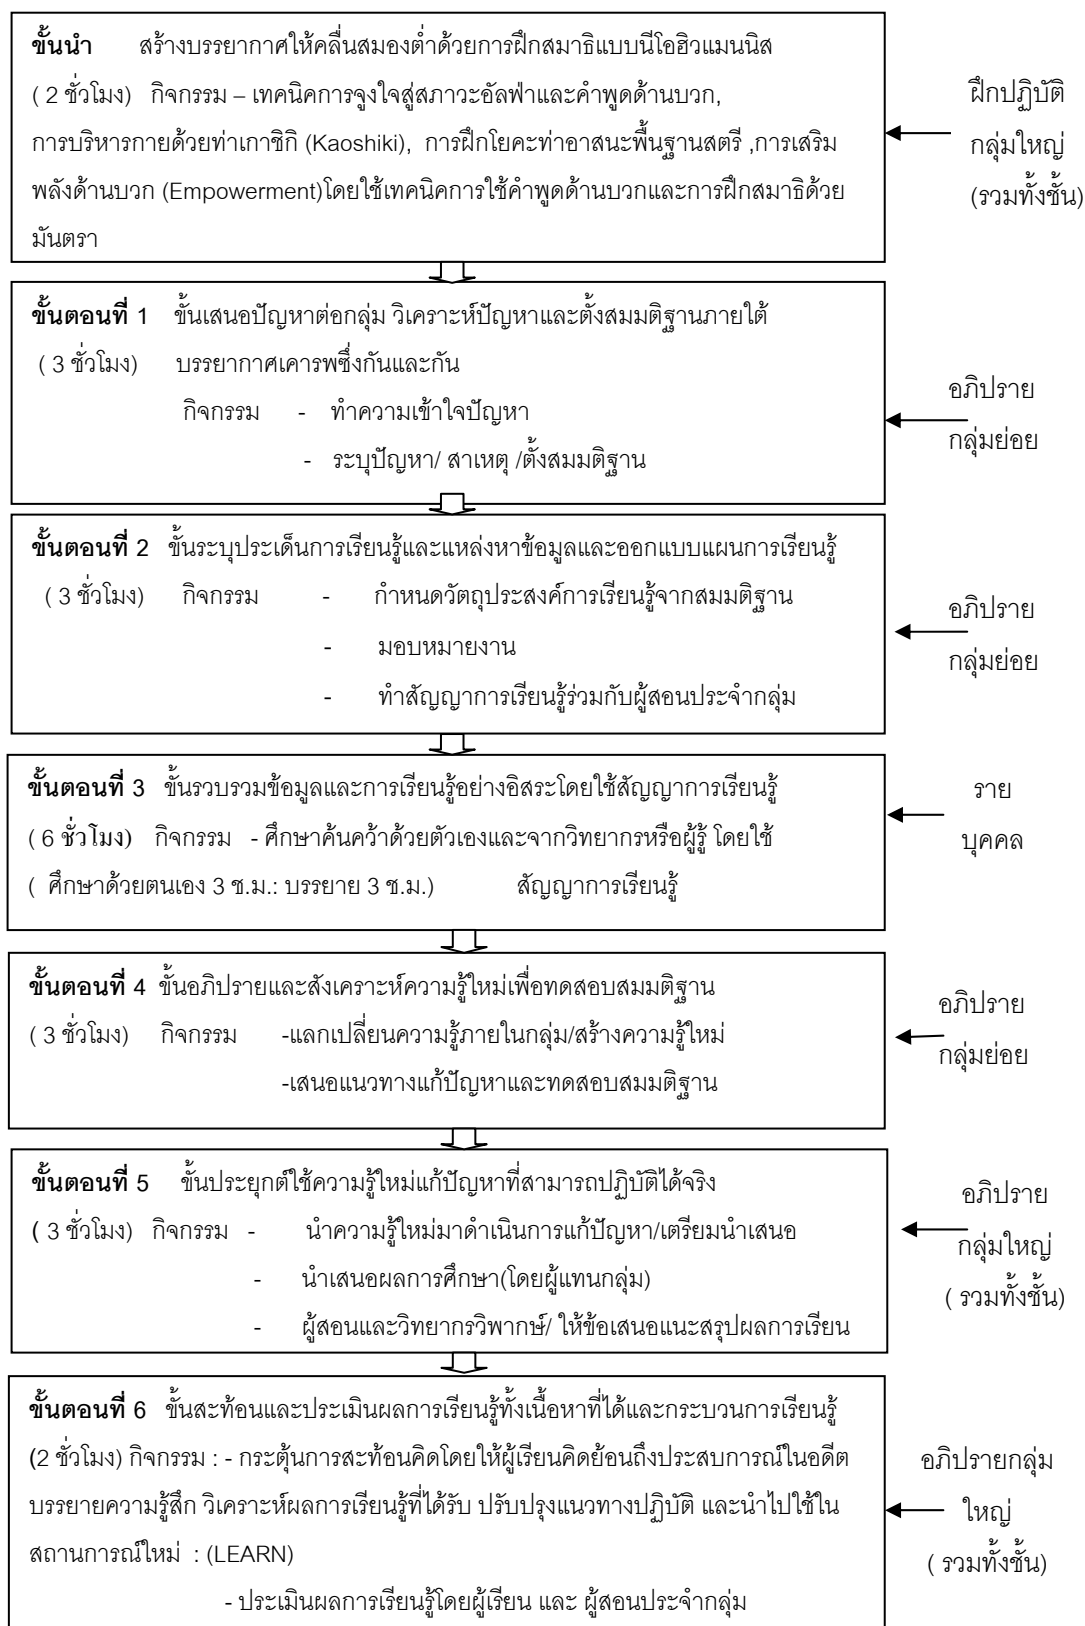 ขั้นนำ สร้างบรรยากาศให้คลื่นสมองต่ำด้วยการฝึกสมาธิแบบนีโอฮิวแมนนิส
( 2 ชั่วโมง) กิจกรรม – เทคนิคการจูงใจสู่สภาวะอัลฟ่าและคำพูดด้านบวก,
การบริหารกายด้วยท่าเกาชิกิ (Kaoshiki), การฝึกโยคะท่าอาสนะพื้นฐานสตรี ,การเสริม
พลังด้านบวก (Empowerment)โดยใช้เทคนิคการใช้คำพูดด้านบวกและการฝึกสมาธิด้วย
มันตรา
ฝึกปฏิบัติ
กลุ่มใหญ่
(รวมทั้งชั้น)
ขั้นตอนที่ 1 ขั้นเสนอปัญหาต่อกลุ่ม วิเคราะห์ปัญหาและตั้งสมมติฐานภายใต้
( 3 ชั่วโมง) บรรยากาศเคารพซึ่งกันและกัน
กิจกรรม - ทำความเข้าใจปัญหา
- ระบุปัญหา/ สาเหตุ /ตั้งสมมติฐาน
อภิปราย
กลุ่มย่อย
ขั้นตอนที่ 2 ขั้นระบุประเด็นการเรียนรู้และแหล่งหาข้อมูลและออกแบบแผนการเรียนรู้
( 3 ชั่วโมง) กิจกรรม - กำหนดวัตถุประสงค์การเรียนรู้จากสมมติฐาน
- มอบหมายงาน
- ทำสัญญาการเรียนรู้ร่วมกับผู้สอนประจำกลุ่ม
อภิปราย
กลุ่มย่อย
ขั้นตอนที่ 3 ขั้นรวบรวมข้อมูลและการเรียนรู้อย่างอิสระโดยใช้สัญญาการเรียนรู้
( 6 ชั่วโมง) กิจกรรม - ศึกษาค้นคว้าด้วยตัวเองและจากวิทยากรหรือผู้รู้ โดยใช้
( ศึกษาด้วยตนเอง 3 ช.ม.: บรรยาย 3 ช.ม.) สัญญาการเรียนรู้
ราย
บุคคล
ขั้นตอนที่ 4 ขั้นอภิปรายและสังเคราะห์ความรู้ใหม่เพื่อทดสอบสมมติฐาน
( 3 ชั่วโมง) กิจกรรม -แลกเปลี่ยนความรู้ภายในกลุ่ม/สร้างความรู้ใหม่
-เสนอแนวทางแก้ปัญหาและทดสอบสมมติฐาน
อภิปราย
กลุ่มย่อย
ขั้นตอนที่ 5 ขั้นประยุกต์ใช้ความรู้ใหม่แก้ปัญหาที่สามารถปฏิบัติได้จริง
( 3 ชั่วโมง) กิจกรรม - นำความรู้ใหม่มาดำเนินการแก้ปัญหา/เตรียมนำเสนอ
- นำเสนอผลการศึกษา(โดยผู้แทนกลุ่ม)
- ผู้สอนและวิทยากรวิพากษ์/ ให้ข้อเสนอแนะสรุปผลการเรียน
อภิปราย
กลุ่มใหญ่
( รวมทั้งชั้น)
ขั้นตอนที่ 6 ขั้นสะท้อนและประเมินผลการเรียนรู้ทั้งเนื้อหาที่ได้และกระบวนการเรียนรู้
(2 ชั่วโมง) กิจกรรม : - กระตุ้นการสะท้อนคิดโดยให้ผู้เรียนคิดย้อนถึงประสบการณ์ในอดีต
บรรยายความรู้สึก วิเคราะห์ผลการเรียนรู้ที่ได้รับ ปรับปรุงแนวทางปฏิบัติ และนำไปใช้ใน
สถานการณ์ใหม่ : (LEARN)
- ประเมินผลการเรียนรู้โดยผู้เรียน และ ผู้สอนประจำกลุ่ม
อภิปรายกลุ่ม
ใหญ่
( รวมทั้งชั้น)